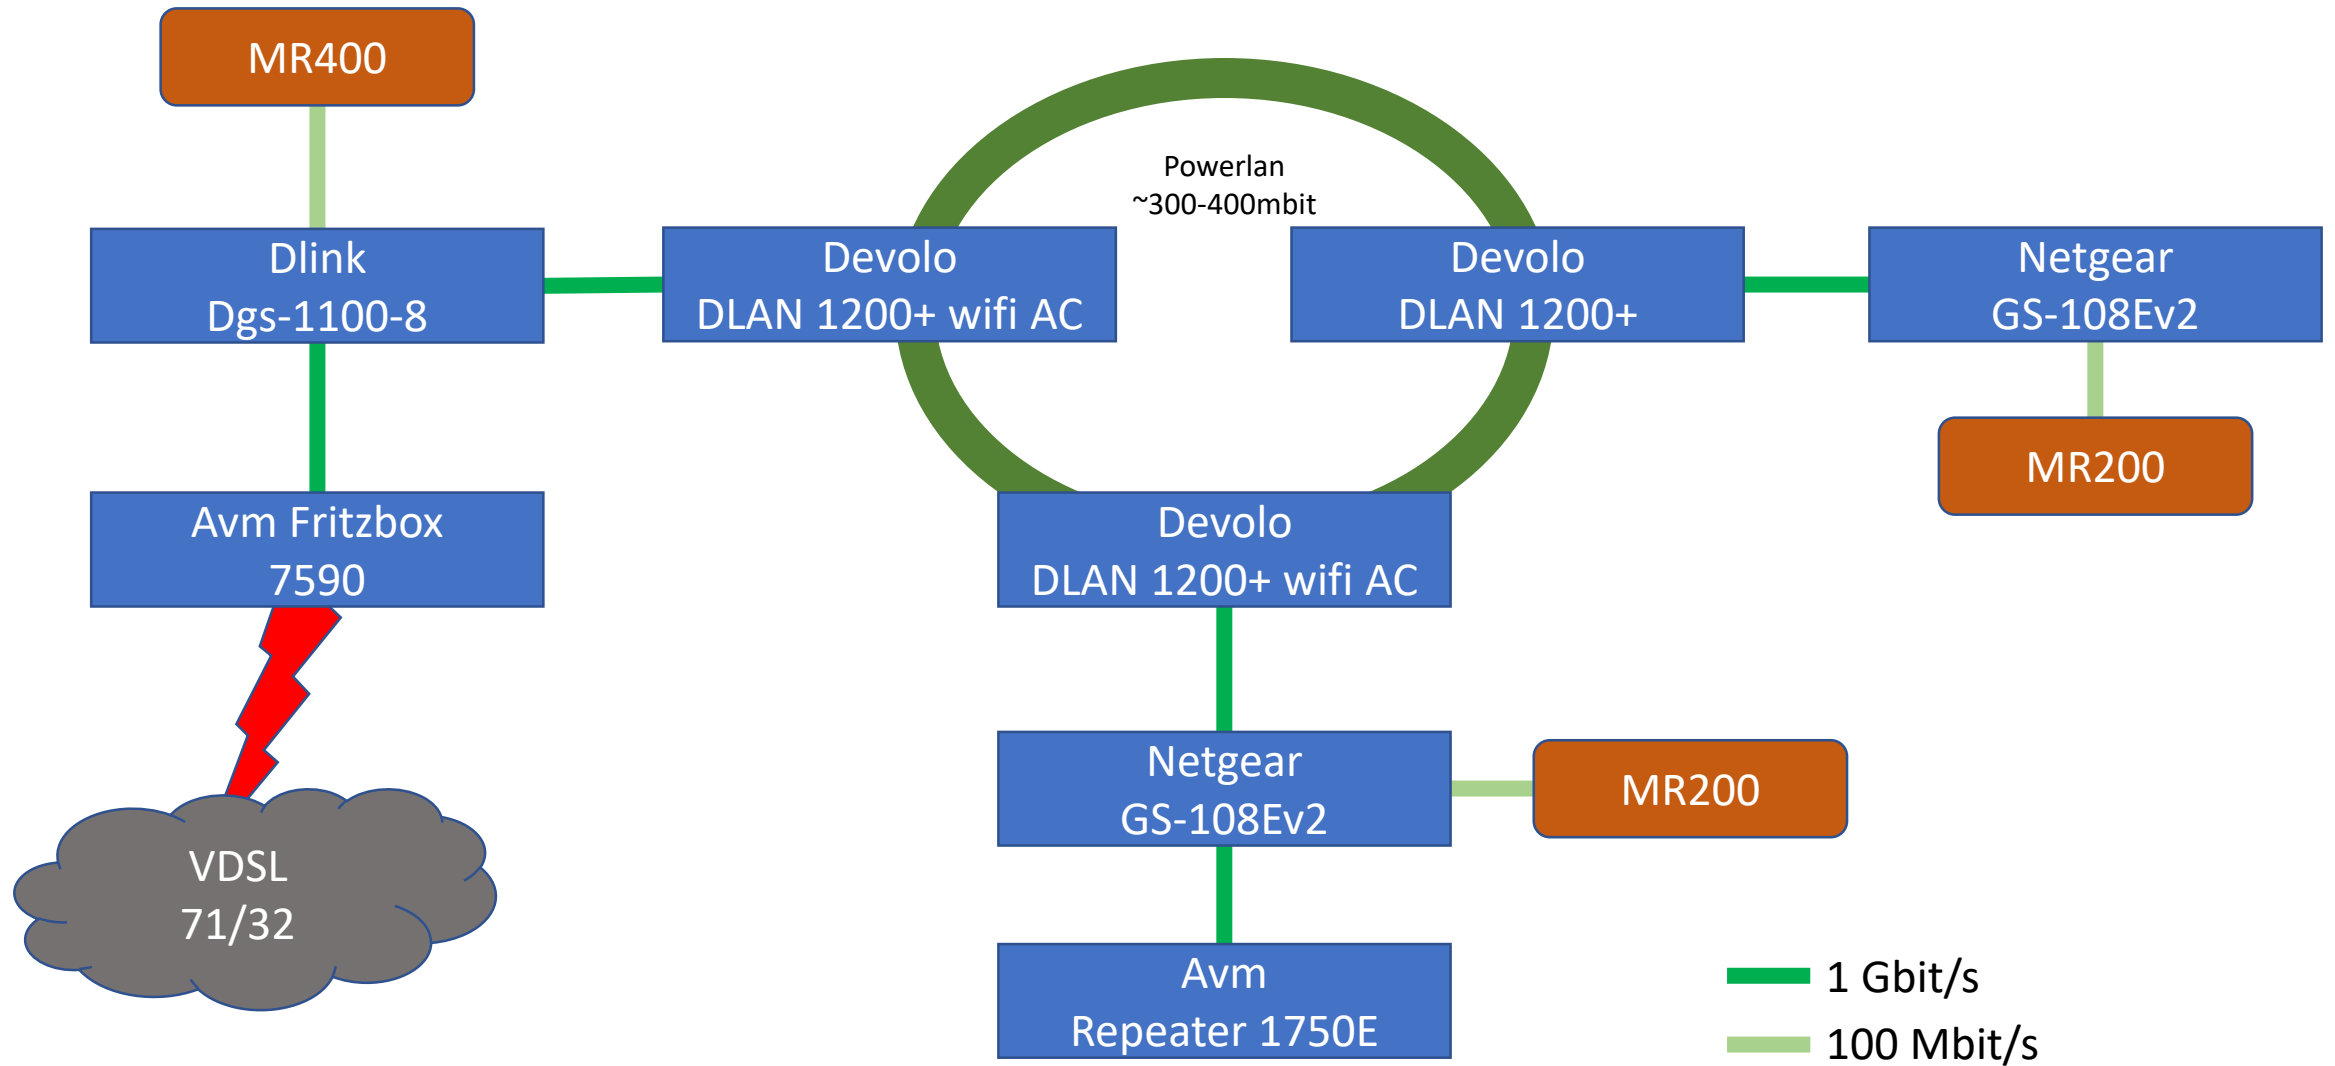 MR400
Powerlan
~300-400mbit
Dlink
Dgs-1100-8
Devolo
DLAN 1200+ wifi AC
Devolo
DLAN 1200+
Netgear
GS-108Ev2
MR200
Avm Fritzbox
7590
Devolo
DLAN 1200+ wifi AC
Netgear
GS-108Ev2
MR200
VDSL
71/32
Avm
Repeater 1750E
1 Gbit/s
100 Mbit/s